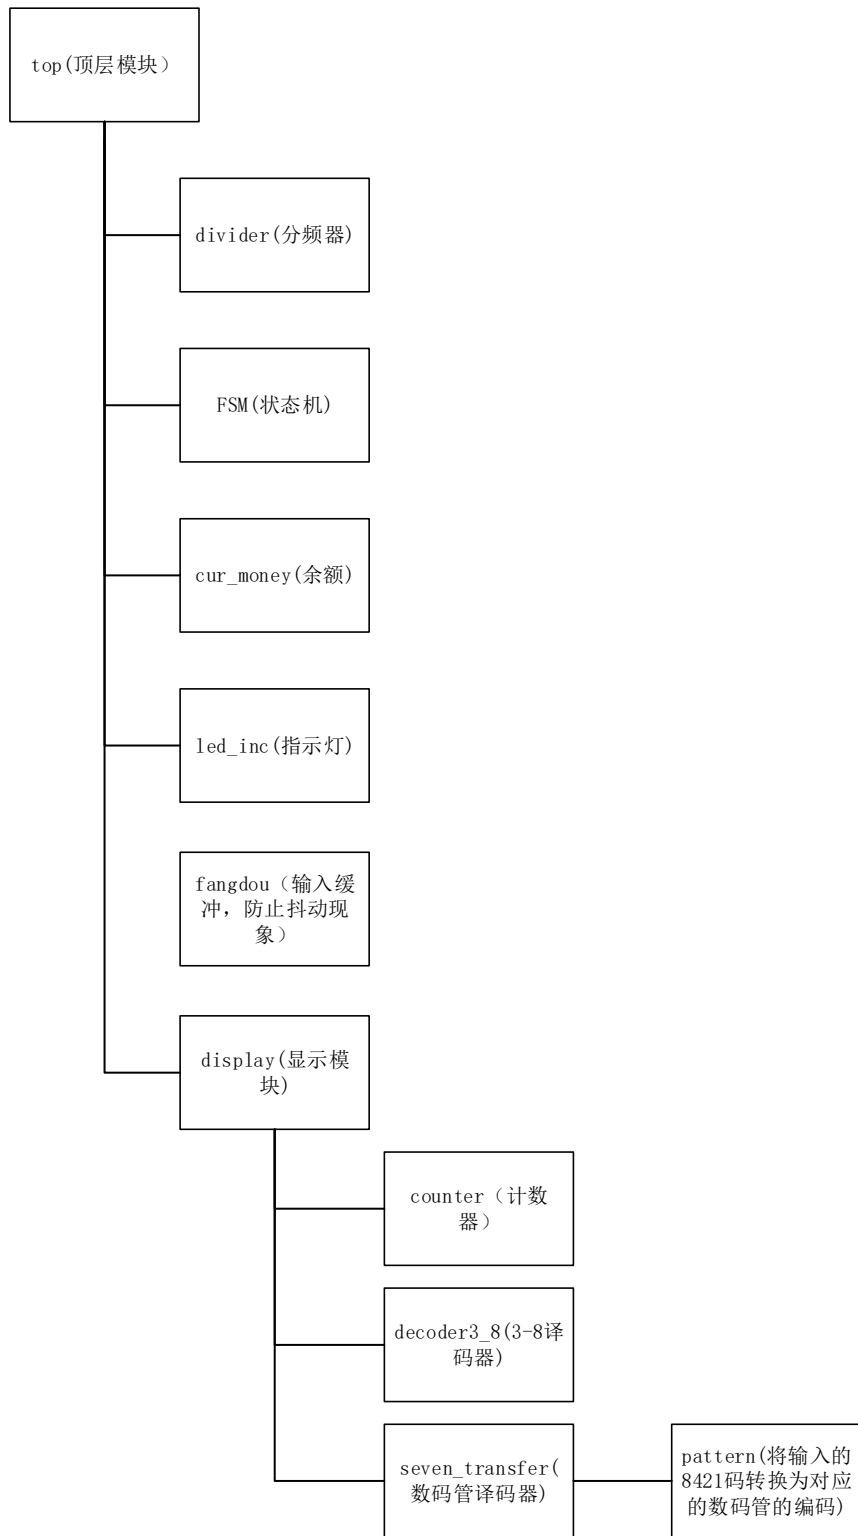 top(顶层模块）
divider(分频器)
FSM(状态机)
cur_money(余额)
led_inc(指示灯)
fangdou（输入缓
冲，防止抖动现
象）
display(显示模
块)
counter（计数
器）
decoder3_8(3-8译
码器)
seven_transfer(
数码管译码器)
pattern(将输入的
8421码转换为对应
的数码管的编码)